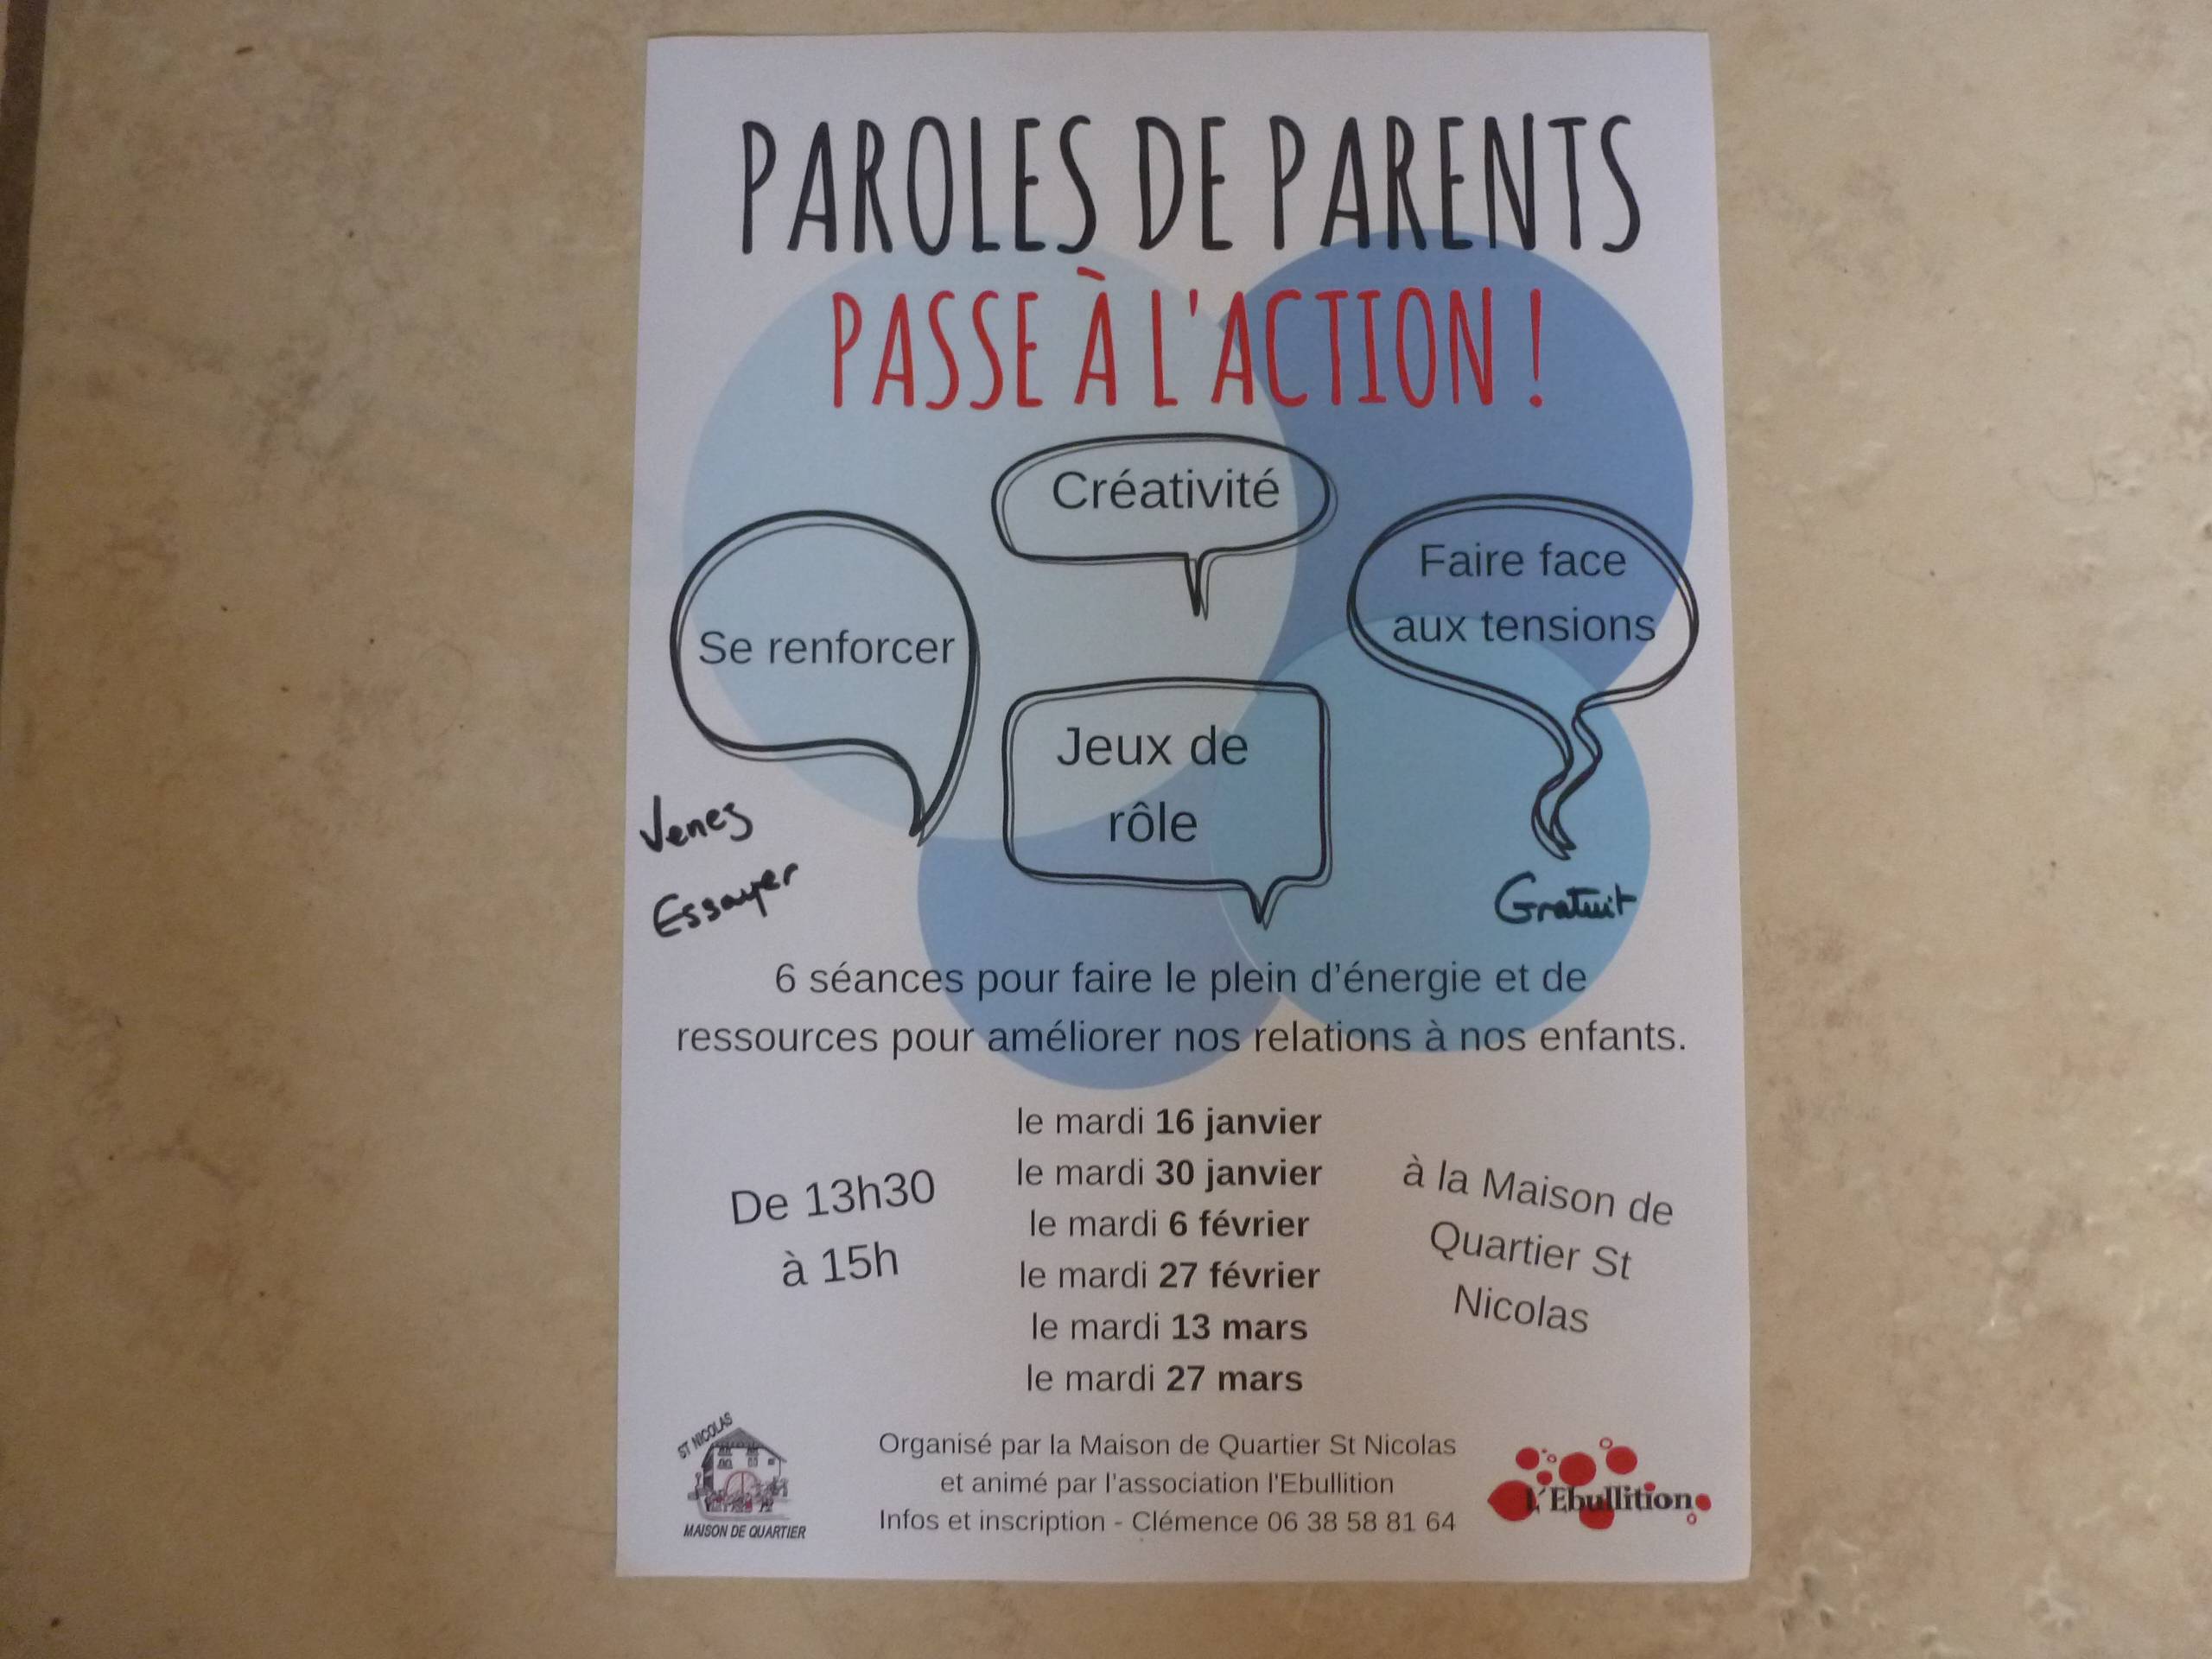 PAROLES DE PARENTS
PASSE À L'ACTION !
Créativité
Se renforcer
Faire face
aux tensions
Jeux de
rôle
Venes
Essayer
Gratuit
6 séances pour faire le plein d’énergie et de
ressources pour améliorer nos relations à nos enfants.
De 13h30
à 15h
le mardi 16 janvier
le mardi 30 janvier
le mardi 6 février
le mardi 27 février
le mardi 13 mars
le mardi 27 mars
à la Maison de
Quartier St
Nicolas
ST NICOLAS
MAISON DE QUARTIER
Organisé par la Maison de Quartier St Nicolas
et animé par l'association l'Ebullition
Infos et inscription - Clémence 06 38 58 81 64
L'Ebullition